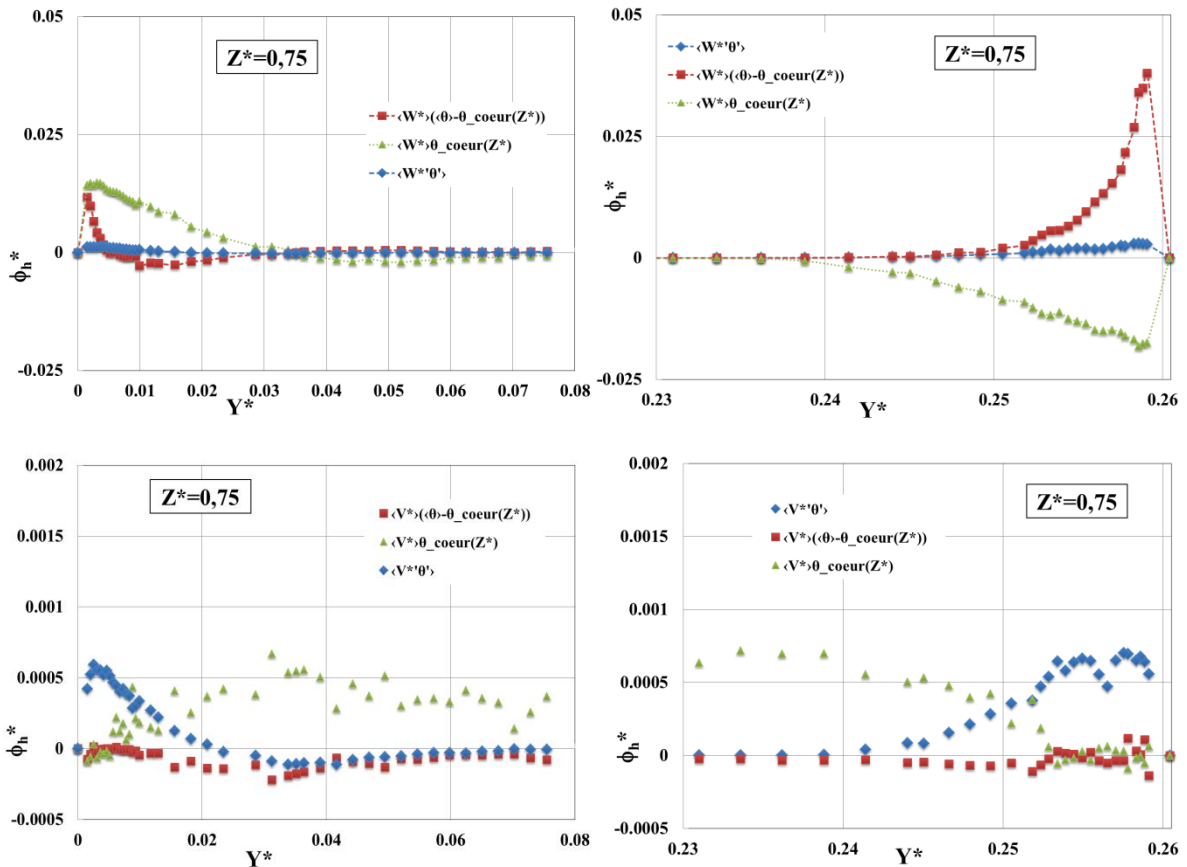 0.05
Z*=0,75
‹W*›(‹θ›-θ_coeur(Z*))
‹W*›θ_coeur(Z*)
‹W*'θ'›
0.025
ϕh*
0
-0.025
0 0.01 0.02 0.03 0.04 0.05 0.06 0.07 0.08
Y*
0.05
Z*=0,75
‹W*'θ'›
‹W*›(‹θ›-θ_coeur(Z*))
‹W*›θ_coeur(Z*)
0.025
ϕh*
0
-0.025
0.23 0.24 0.25 0.26
Y*
0.002
Z*=0,75
‹V*›(‹θ›-θ_coeur(Z*))
‹V*›θ_coeur(Z*)
‹V*'θ'›
0.0015
0.001
0.0005
ϕh*
0
-0.0005
0 0.02 0.04 0.06 0.08
Y*
0.002
Z*=0,75
‹V*'θ'›
‹V*›(‹θ›-θ_coeur(Z*))
‹V*›θ_coeur(Z*)
0.0015
0.001
0.0005
ϕh*
0
-0.0005
0.23 0.24 0.25 0.26
Y*